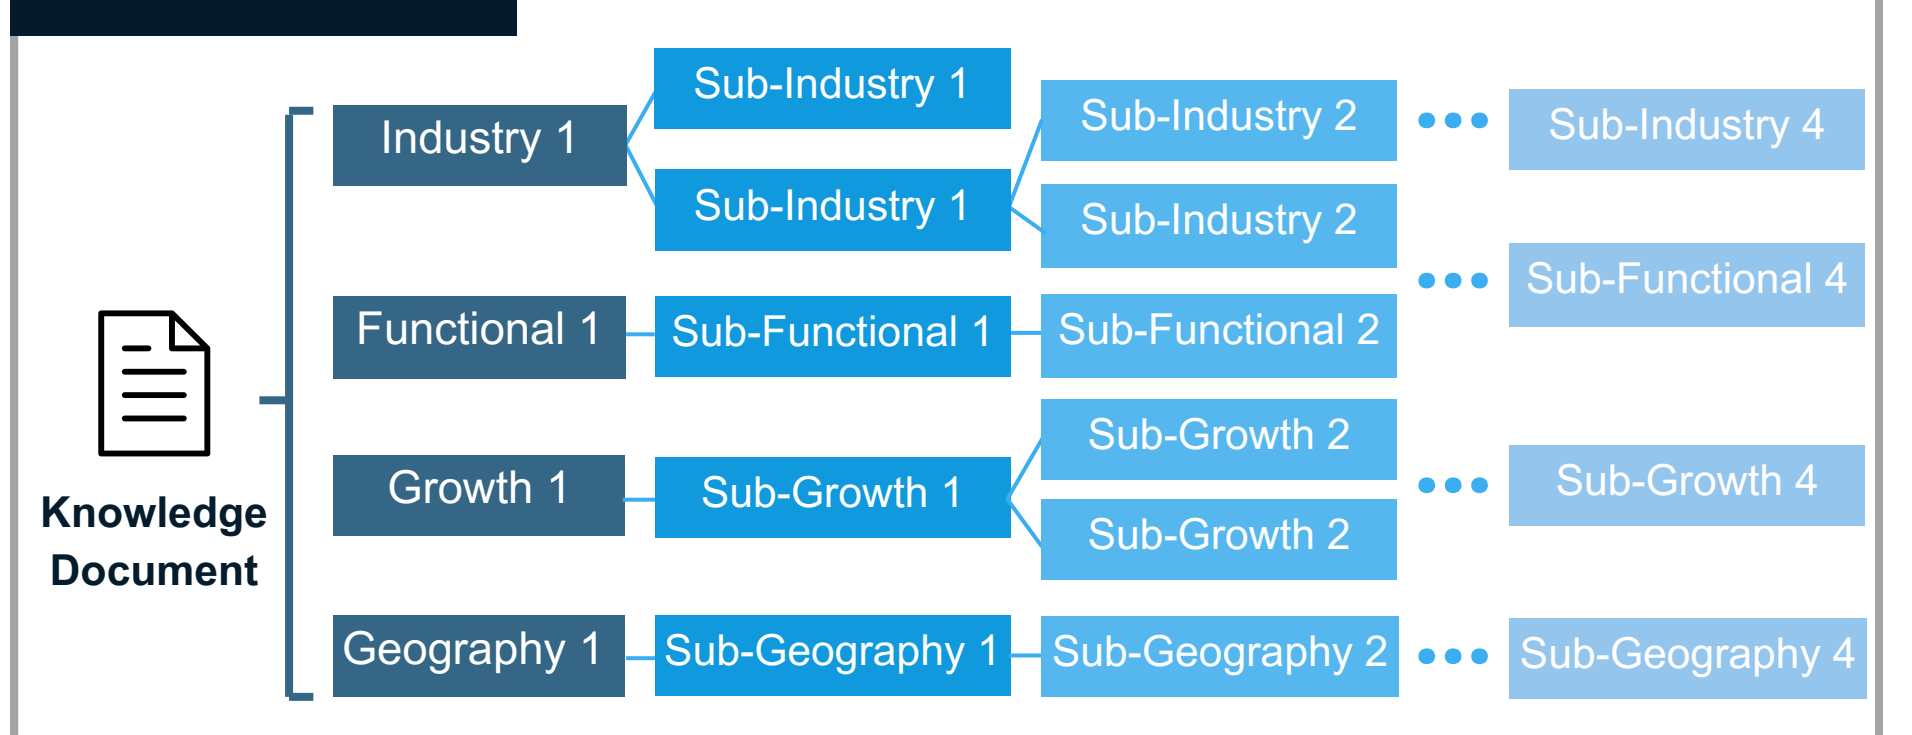 Knowledge
Document
Industry 1
Sub-Industry 1
Sub-Industry 1
Sub-Industry 2
Sub-Industry 2
Sub-Industry 4
Functional 1
Sub-Functional 1
Sub-Functional 2
Sub-Functional 4
Growth 1
Sub-Growth 1
Sub-Growth 2
Sub-Growth 2
Sub-Growth 4
Geography 1
Sub-Geography 1
Sub-Geography 2
Sub-Geography 4